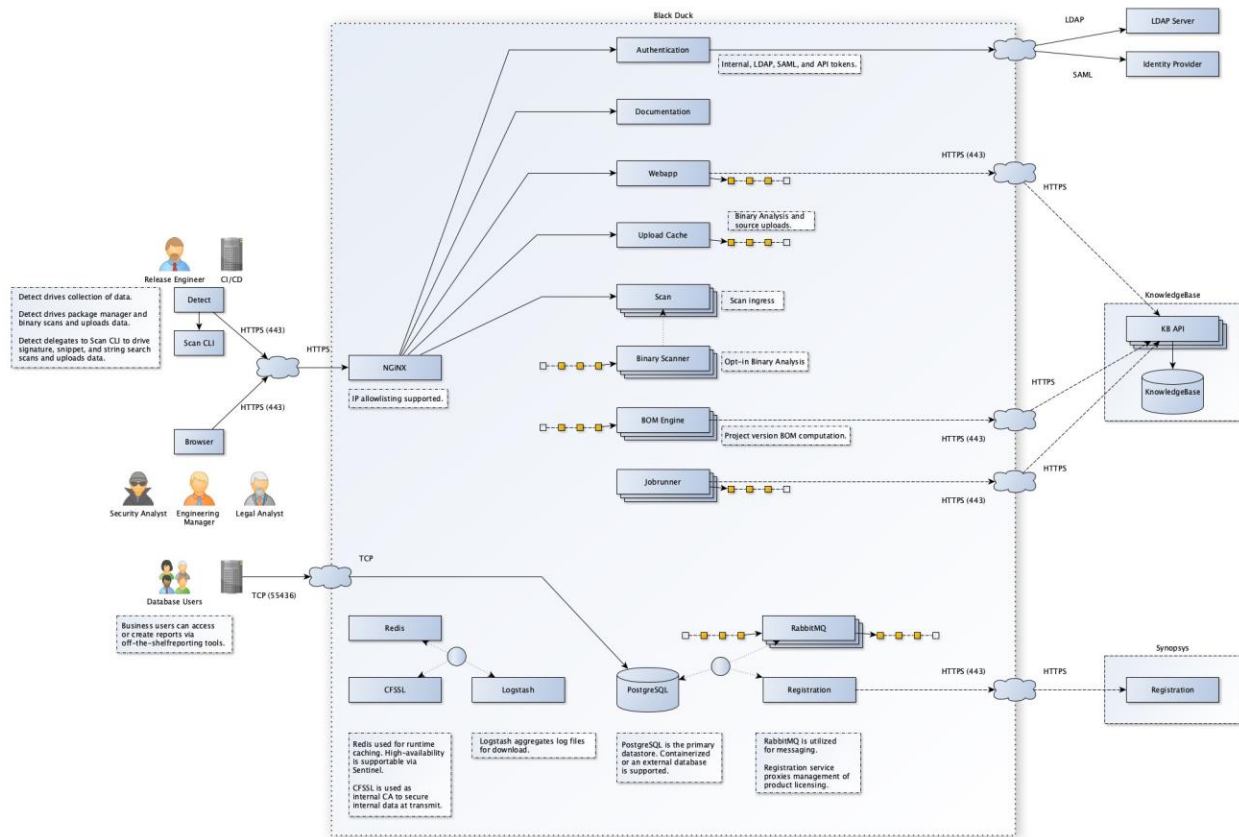 Black Duck
LDAP
LDAP Server
Authentication
Internal, LDAP, SAML, and API tokens.
SAML
Identity Provider
Documentation
HTTPS (443)
Webapp
HTTPS
Binary Analysis and
source uploads.
Upload Cache
Release Engineer
CI/CD
Detect drives collection of data.
Detect drives package manager and
binary scans and uploads data.
Detect delegates to Scan CLI to drive
signature, snippet, and string search
scans and uploads data.
Detect
Scan CLI
HTTPS (443)
HTTPS
Scan
Scan ingress
KnowledgeBase
KB API
KnowledgeBase
NGINX
IP allowlisting supported.
Binary Scanner
Opt-in Binary Analysis
HTTPS
HTTPS (443)
Browser
BOM Engine
Project version BOM computation.
HTTPS (443)
HTTPS
Jobrunner
HTTPS (443)
Security Analyst
Engineering
Manager
Legal Analyst
TCP
Database Users
TCP (55436)
Business users can access
or create reports via
off-the-shelfreporting tools.
Redis
RabbitMQ
CFSSL
Logstash
PostgreSQL
Registration
HTTPS (443)
HTTPS
Synopsys
Registration
Redis used for runtime
caching. High-availability
is supportable via
Sentinel.
CFSSL is used as
internal CA to secure
internal data at transmit.
Logstash aggregates log files
for download.
PostgreSQL is the primary
datastore. Containerized
or an external database
is supported.
RabbitMQ is utilized
for messaging.
Registration service
proxies management of
product licensing.